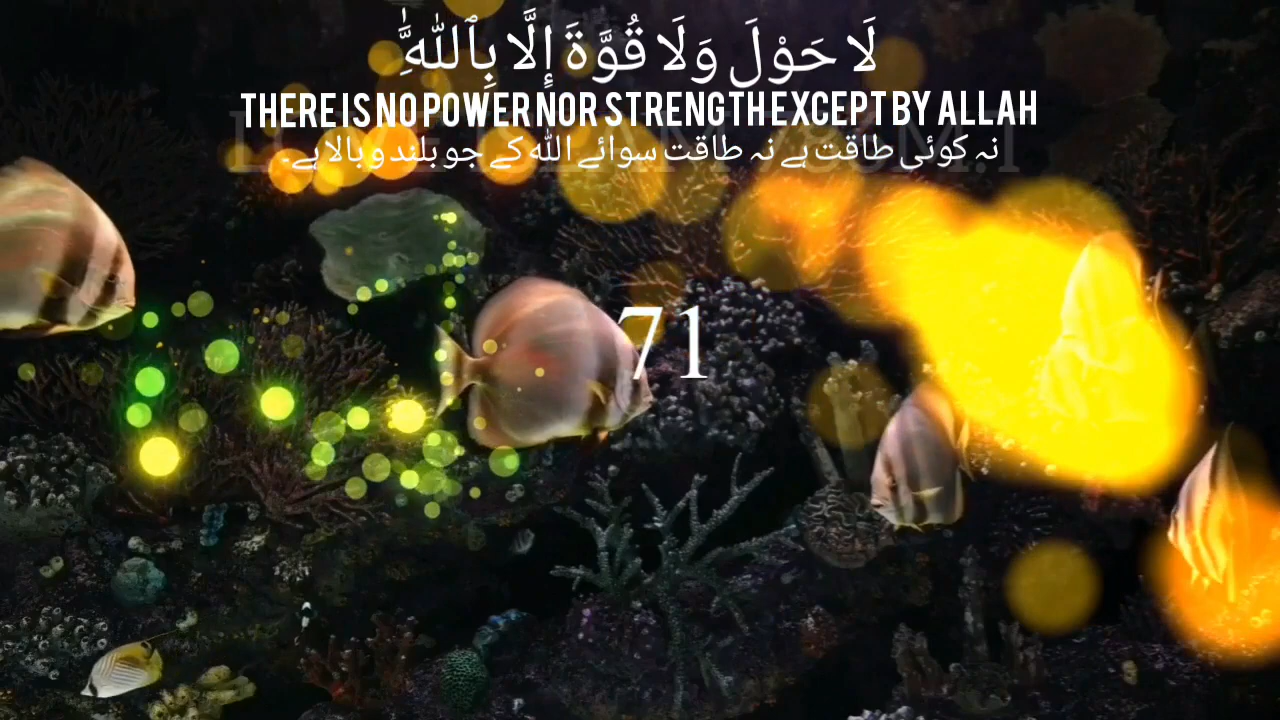 لَا حَوْلَ وَلَا قُوَّةَ إِلَّا بِٱللّٰهِ
THERE IS NO POWER NOR STRENGTH EXCEPT BY ALLAH
نہ کوئی طاقت ہے نہ طاقت سوائے اللہ کے جو بلند و بالا ہے۔
71